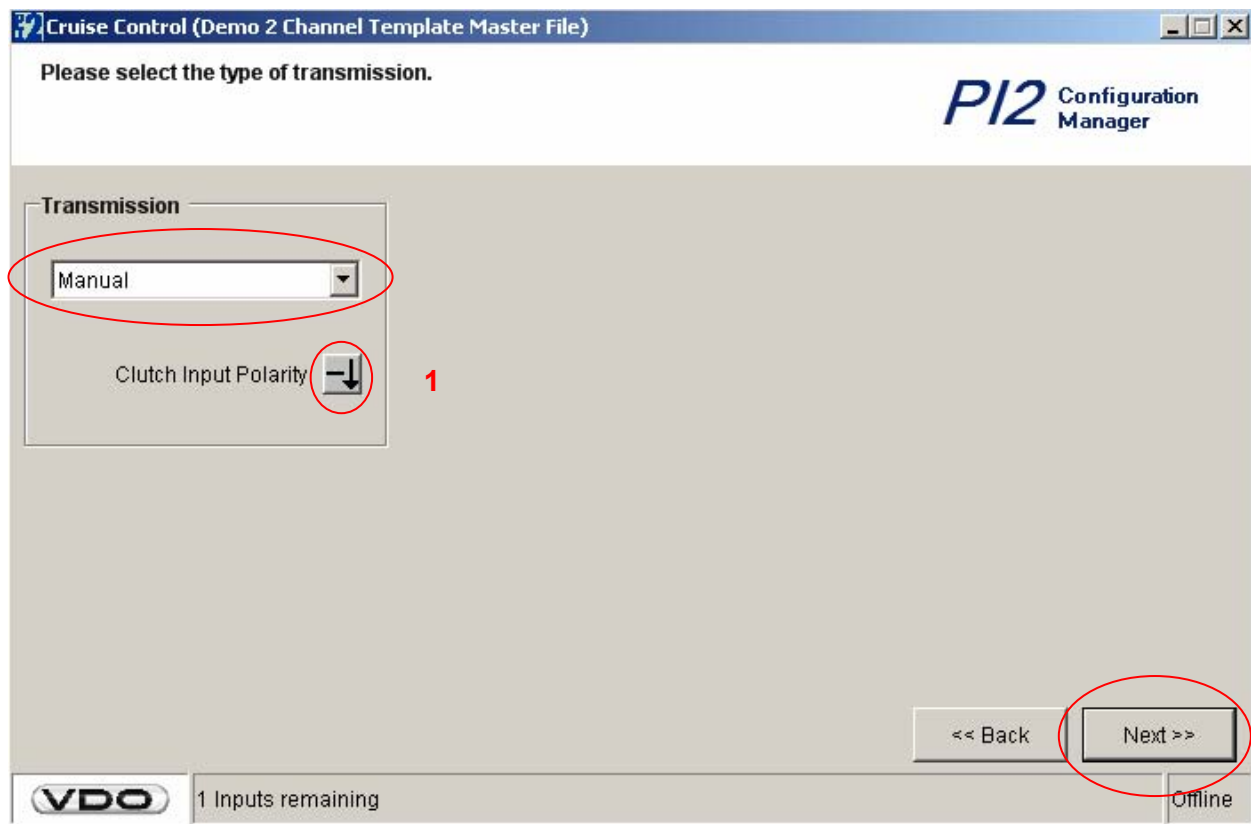 Cruise Control (Demo 2 Channel Template Master File)
Please select the type of transmission.
PI2 Configuration
Manager
Transmission
Manual
Clutch Input Polarity
1
<< Back
Next >>
VDO
1 Inputs remaining
Offline